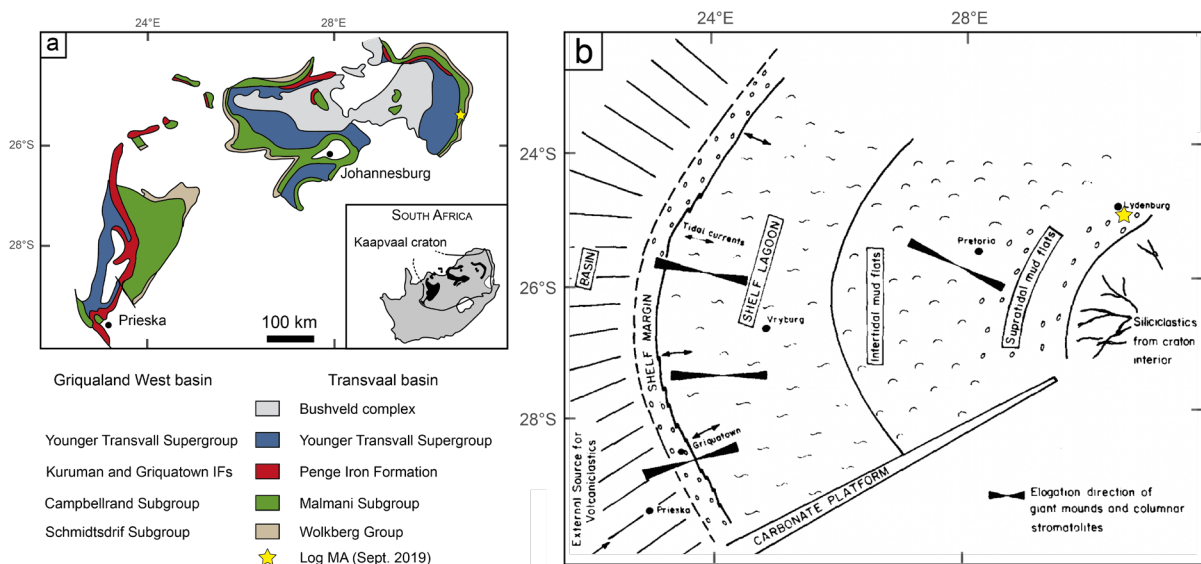 24°E
28°E
a
26°S
28°S
Johannesburg
Prieska
100 km
SOUTH AFRICA
Kaapvaal craton
Griqualand West basin
Transvaal basin
Bushveld complex
Younger Transvall Supergroup
Younger Transvall Supergroup
Kuruman and Griquatown IFs
Penge Iron Formation
Campbellrand Subgroup
Malmani Subgroup
Schmidtsdrif Subgroup
Wolkberg Group
Log MA (Sept. 2019)
24°E
28°E
b
24°S
26°S
28°S
BASIN
SHELF MARGIN
Tidal currents
SHELF LAGOON
Vryburg
Intertidal mud flats
Pretoria
Supratidal mud flats
Lydenburg
Siliciclastics
from craton
interior
Griquatown
Prieska
External Source for
Volcaniclastics
CARBONATE PLATFORM
Elogation direction of
giant mounds and columnar
stromatolites